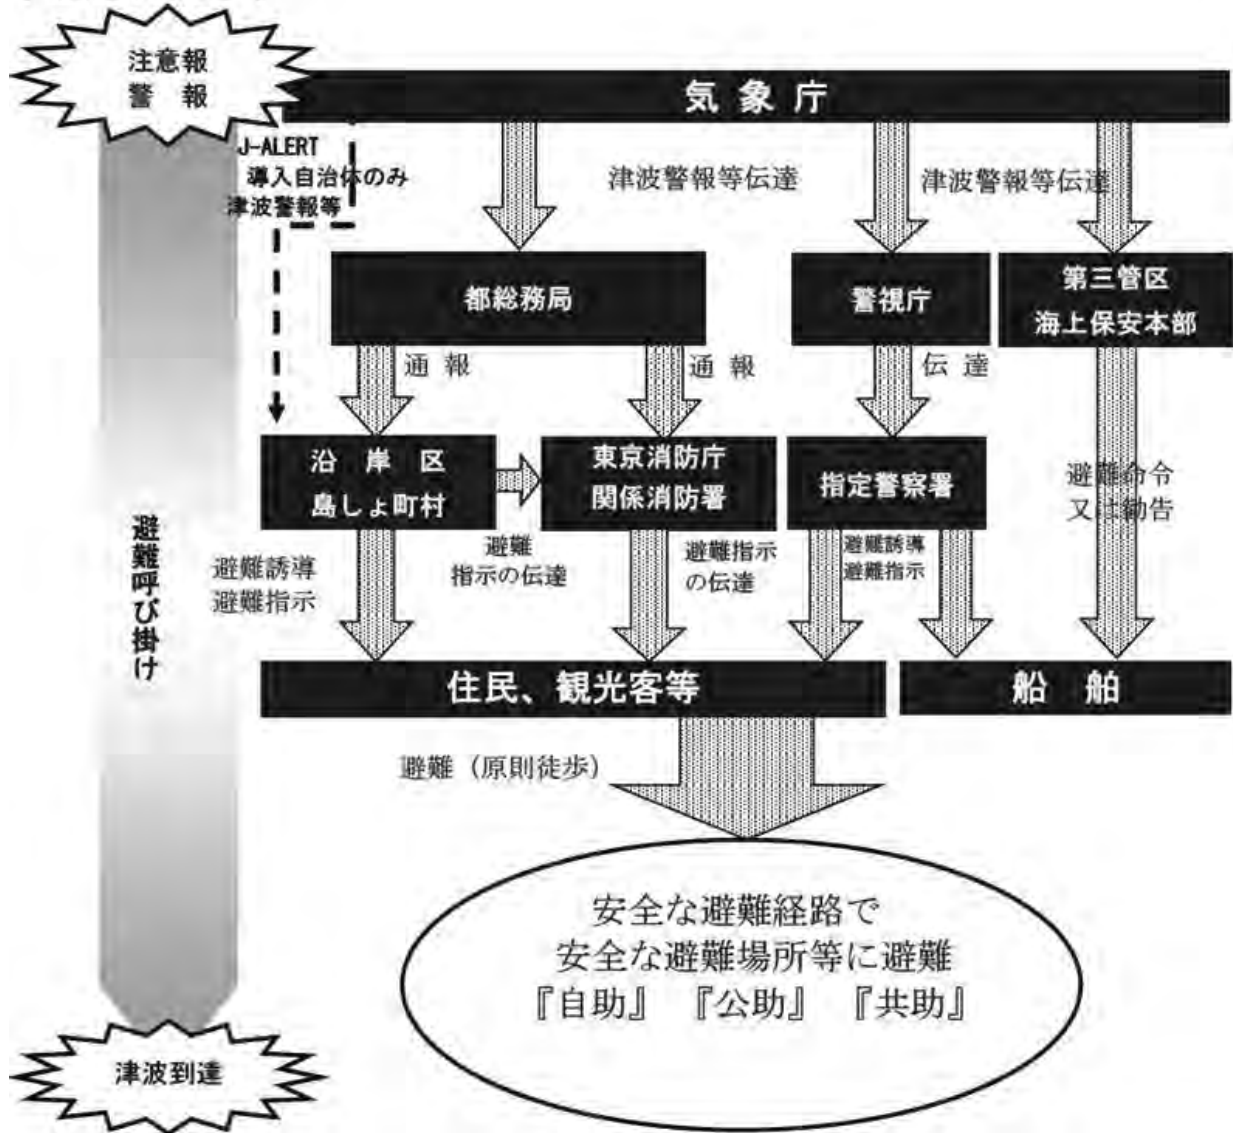 注意報
警 報
気 象 庁
J-ALERT
導入自治体のみ
津波警報等
津波警報等伝達
津波警報等伝達
都総務局
警視庁
第三管区
海上保安本部
通 報
通 報
伝 達
沿 岸 区
島しょ町村
東京消防庁
関係消防署
指定警察署
避難命令
又は勧告
避難呼び掛け
避難誘導
避難指示
避難
指示の伝達
避難指示
の伝達
避難誘導
避難指示
住民、観光客等
船 舶
避難（原則徒歩）
安全な避難経路で
安全な避難場所等に避難
『自助』 『公助』 『共助』
津波到達